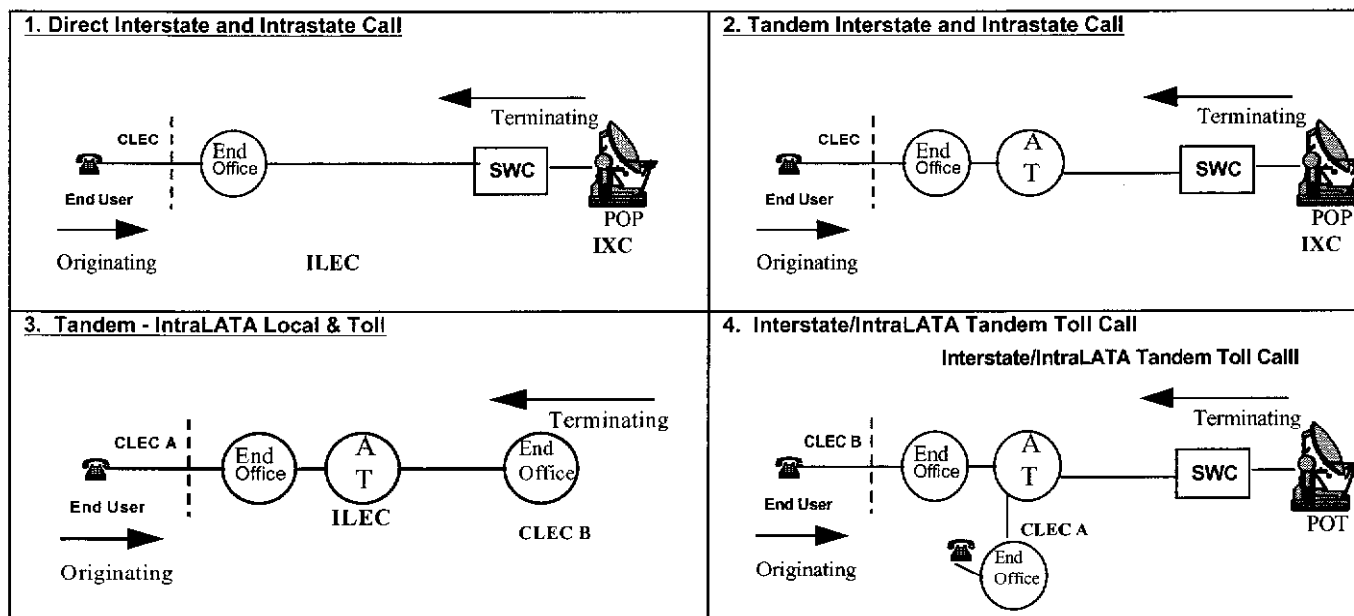 1. Direct Interstate and Intrastate Call
Terminating
CLEC
End
Office
SWC
End User
POP
Originating
ILEC
IXC
2. Tandem Interstate and Intrastate Call
Terminating
CLEC
End
Office
A
T
SWC
End User
POP
IXC
Originating
3. Tandem - IntraLATA Local & Toll
Terminating
CLEC A
End
Office
A
T
End
Office
End User
ILEC
CLEC B
Originating
4. Interstate/IntraLATA Tandem Toll Call
Interstate/IntraLATA Tandem Toll Calll
Terminating
CLEC B
End
Office
A
T
SWC
End User
POT
CLEC A
End
Office
Originating